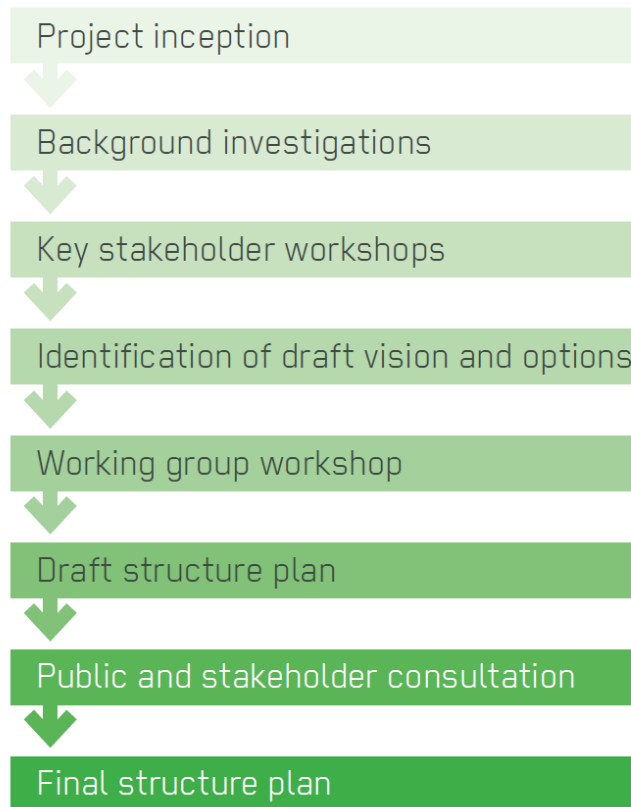 Project inception
Background investigations
Key stakeholder workshops
Identification of draft vision and options
Working group workshop
Draft structure plan
Public and stakeholder consultation
Final structure plan